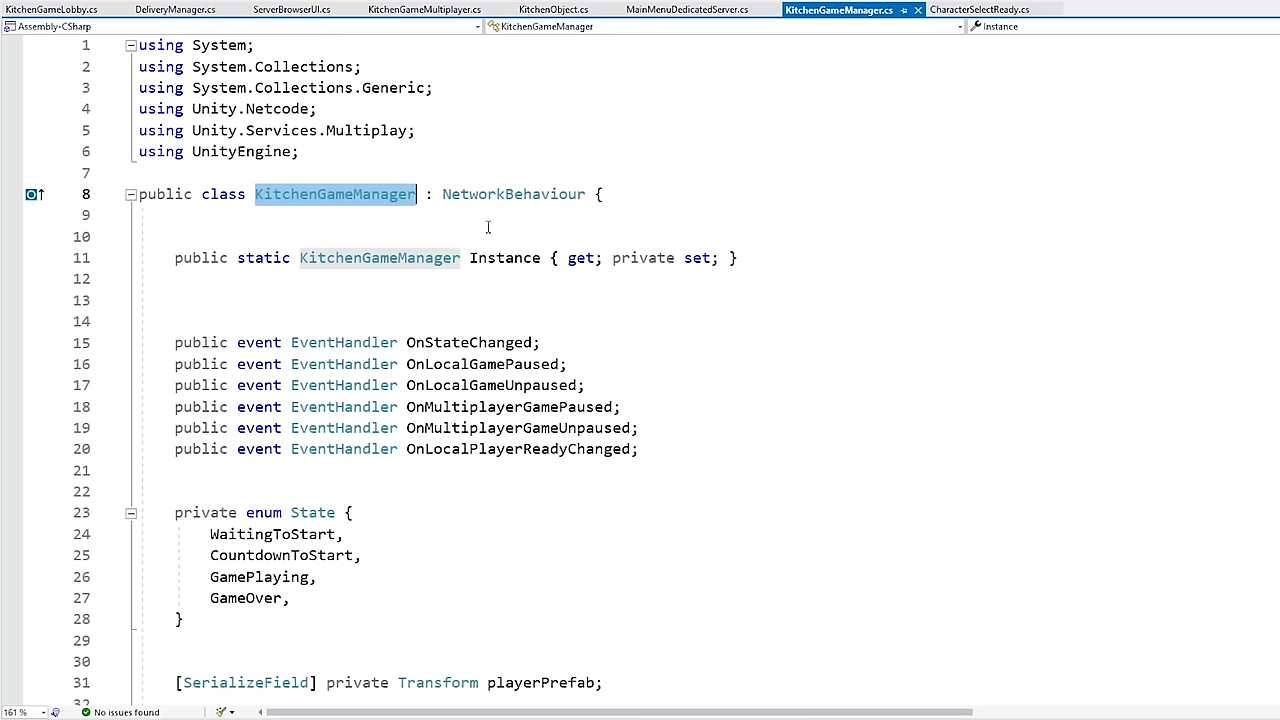 KitchenGameLobby.cs DeliveryManager.cs ServerBrowserUI.cs KitchenGameMultiplayer.cs KitchenObject.cs MainMenuDedicatedServer.cs KitchenGameManager.cs CharacterSelectReady.cs
Assembly-CSharp KitchenGameManager Instance
1 using System;
2 using System.Collections;
3 using System.Collections.Generic;
4 using Unity.Netcode;
5 using Unity.Services.Multiplay;
6 using UnityEngine;
7
8 public class KitchenGameManager : NetworkBehaviour {
9
10
11 public static KitchenGameManager Instance { get; private set; }
12
13
14
15 public event EventHandler OnStateChanged;
16 public event EventHandler OnLocalGamePaused;
17 public event EventHandler OnLocalGameUnpaused;
18 public event EventHandler OnMultiplayerGamePaused;
19 public event EventHandler OnMultiplayerGameUnpaused;
20 public event EventHandler OnLocalPlayerReadyChanged;
21
22
23 private enum State {
24 WaitingToStart,
25 CountdownToStart,
26 GamePlaying,
27 GameOver,
28 }
29
30
31 [SerializeField] private Transform playerPrefab;
32
161 % No issues found